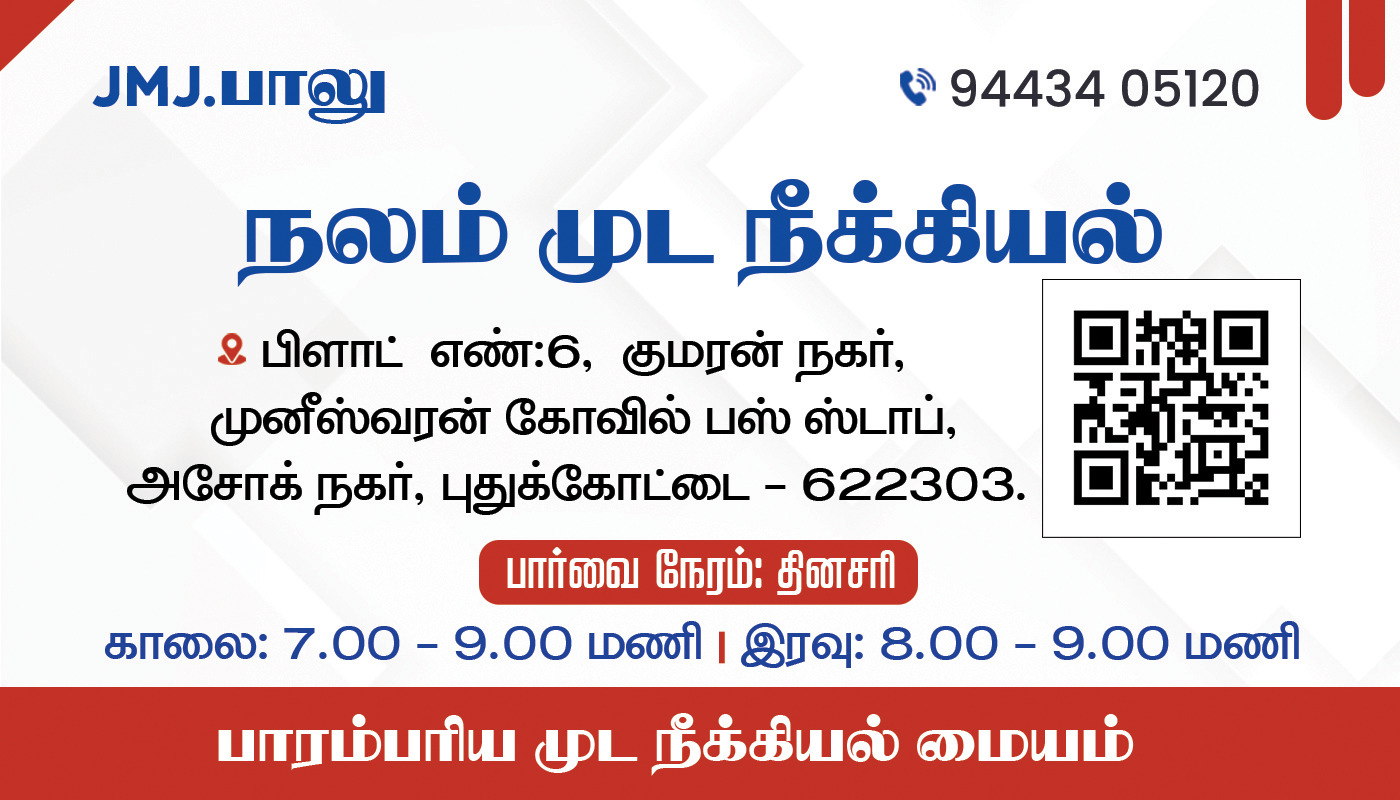 JMJ.பாலு
94434 05120
நலம் முட நீக்கியல்
பிளாட் எண்:6, குமரன் நகர்,
முனீஸ்வரன் கோவில் பஸ் ஸ்டாப்,
அசோக் நகர், புதுக்கோட்டை - 622303.
பார்வை நேரம்: தினசரி
காலை: 7.00 - 9.00 மணி | இரவு: 8.00 - 9.00 மணி
பாரம்பரிய முட நீக்கியல் மையம்